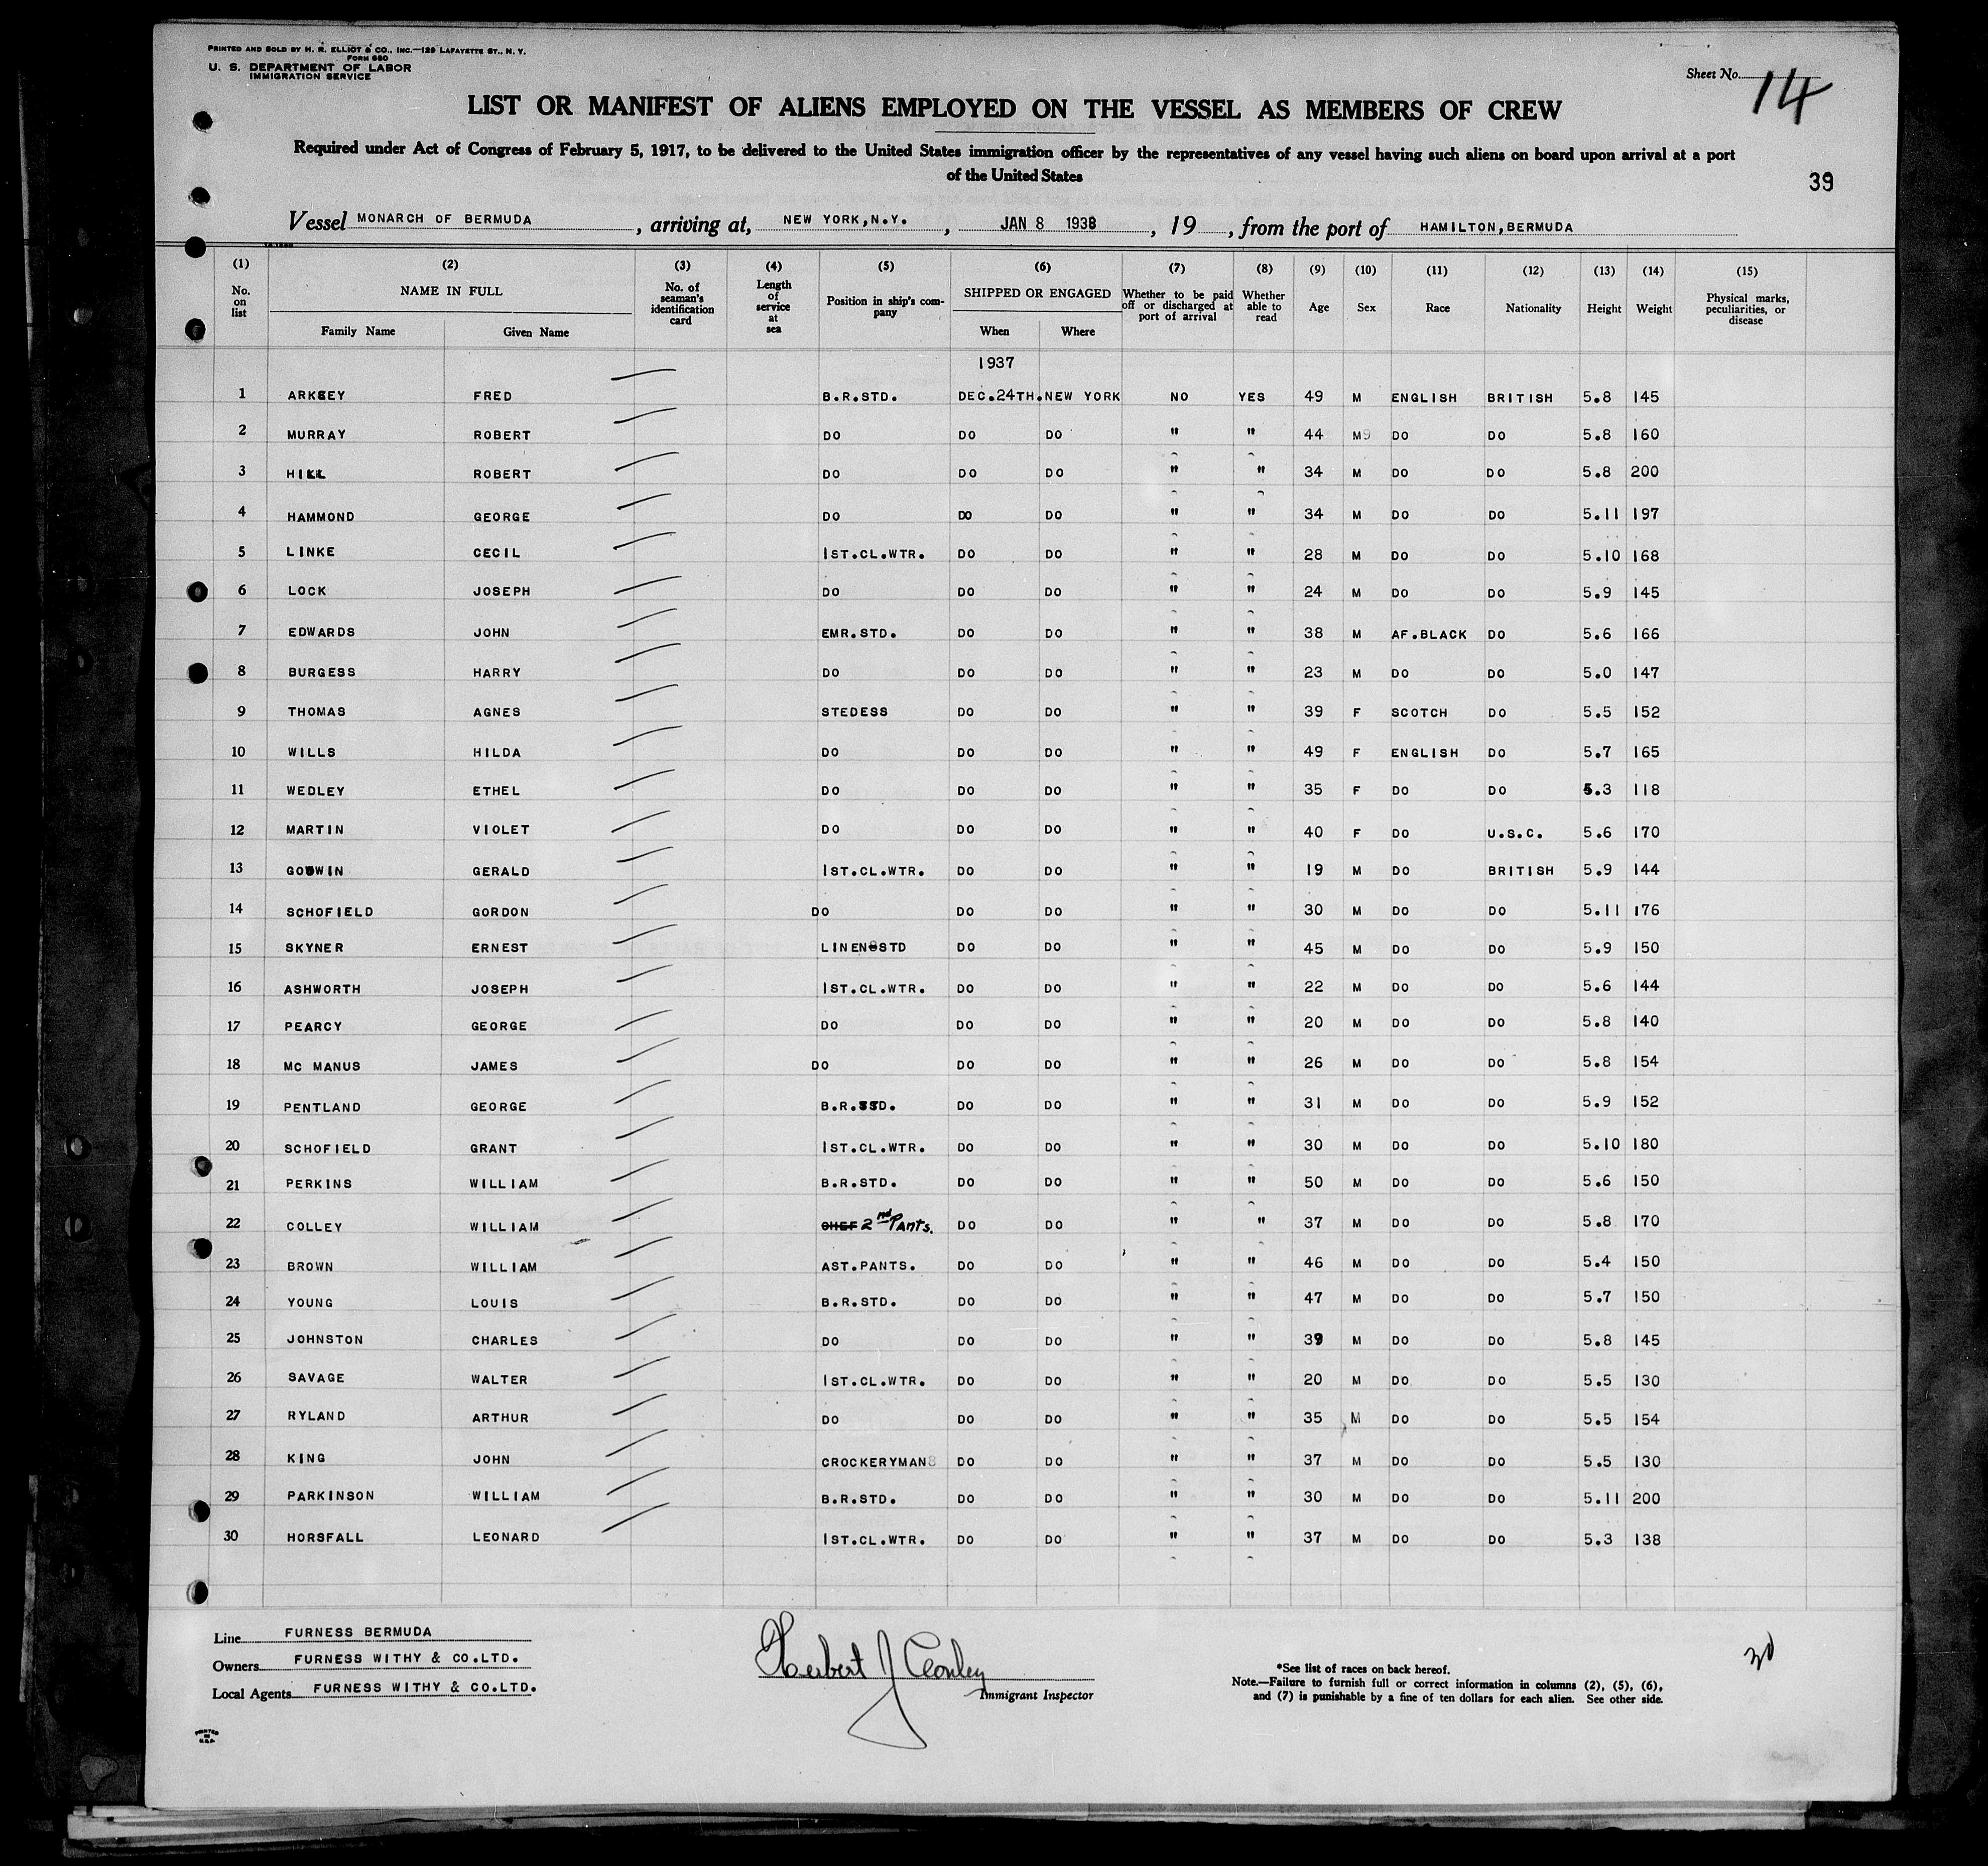 PRINTED AND SOLD BY H. R. ELLIOT & CO., INC.—129 LAFAYETTE ST., N. Y.
FORM 680
U. S. DEPARTMENT OF LABOR
IMMIGRATION SERVICE
Sheet No. 14
LIST OR MANIFEST OF ALIENS EMPLOYED ON THE VESSEL AS MEMBERS OF CREW
Required under Act of Congress of February 5, 1917, to be delivered to the United States immigration officer by the representatives of any vessel having such aliens on board upon arrival at a port
of the United States
39
Vessel MONARCH OF BERMUDA, arriving at, NEW YORK, N.Y., JAN 8 1938, 19, from the port of HAMILTON, BERMUDA
(1) (2) (3) (4) (5) (6) (7) (8) (9) (10) (11) (12) (13) (14) (15)
No. on list NAME IN FULL Family Name Given Name No. of seaman's identification card Length of service at sea Position in ship's company SHIPPED OR ENGAGED When Where Whether to be paid off or discharged at port of arrival Whether able to read Age Sex Race Nationality Height Weight Physical marks, peculiarities, or disease
1937
1 ARKSEY FRED B.R.STD. DEC.24TH. NEW YORK NO YES 49 M ENGLISH BRITISH 5.8 145
2 MURRAY ROBERT DO DO DO " " 44 M DO DO 5.8 160
3 HILL ROBERT DO DO DO " " 34 M DO DO 5.8 200
4 HAMMOND GEORGE DO DO DO " " 34 M DO DO 5.11 197
5 LINKE CECIL 1ST.CL.WTR. DO DO " " 28 M DO DO 5.10 168
6 LOCK JOSEPH DO DO DO " " 24 M DO DO 5.9 145
7 EDWARDS JOHN EMR.STD. DO DO " " 38 M AF.BLACK DO 5.6 166
8 BURGESS HARRY DO DO DO " " 23 M DO DO 5.0 147
9 THOMAS AGNES STEDESS DO DO " " 39 F SCOTCH DO 5.5 152
10 WILLS HILDA DO DO DO " " 49 F ENGLISH DO 5.7 165
11 WEDLEY ETHEL DO DO DO " " 35 F DO DO 5.3 118
12 MARTIN VIOLET DO DO DO " " 40 F DO U.S.C. 5.6 170
13 GODWIN GERALD 1ST.CL.WTR. DO DO " " 19 M DO BRITISH 5.9 144
14 SCHOFIELD GORDON DO DO DO " " 30 M DO DO 5.11 176
15 SKYNER ERNEST LINEN STD DO DO " " 45 M DO DO 5.9 150
16 ASHWORTH JOSEPH 1ST.CL.WTR. DO DO " " 22 M DO DO 5.6 144
17 PEARCY GEORGE DO DO DO " " 20 M DO DO 5.8 140
18 MC MANUS JAMES DO DO DO " " 26 M DO DO 5.8 154
19 PENTLAND GEORGE B.R.STD. DO DO " " 31 M DO DO 5.9 152
20 SCHOFIELD GRANT 1ST.CL.WTR. DO DO " " 30 M DO DO 5.10 180
21 PERKINS WILLIAM B.R.STD. DO DO " " 50 M DO DO 5.6 150
22 COLLEY WILLIAM CHEF 2nd Pants. DO DO " " 37 M DO DO 5.8 170
23 BROWN WILLIAM AST.PANTS. DO DO " " 46 M DO DO 5.4 150
24 YOUNG LOUIS B.R.STD. DO DO " " 47 M DO DO 5.7 150
25 JOHNSTON CHARLES DO DO DO " " 39 M DO DO 5.8 145
26 SAVAGE WALTER 1ST.CL.WTR. DO DO " " 20 M DO DO 5.5 130
27 RYLAND ARTHUR DO DO DO " " 35 M DO DO 5.5 154
28 KING JOHN CROCKERYMAN DO DO " " 37 M DO DO 5.5 130
29 PARKINSON WILLIAM B.R.STD. DO DO " " 30 M DO DO 5.11 200
30 HORSFALL LEONARD 1ST.CL.WTR. DO DO " " 37 M DO DO 5.3 138
Line FURNESS BERMUDA
Owners FURNESS WITHY & CO.LTD.
Local Agents FURNESS WITHY & CO.LTD.
Herbert J Conley
Immigrant Inspector
30
*See list of races on back hereof.
Note.—Failure to furnish full or correct information in columns (2), (5), (6),
and (7) is punishable by a fine of ten dollars for each alien. See other side.
PRINTED
IN
U.S.A.